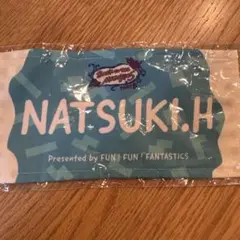 NATSUKI.H
Presented by FUN! FUN! FANTASTICS